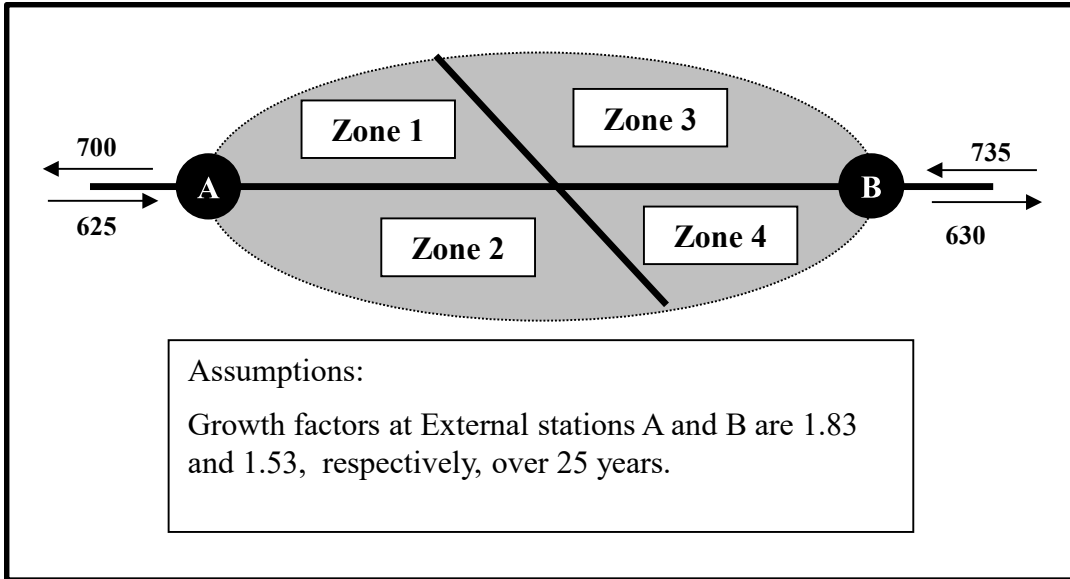 Zone 1
Zone 3
700
735
A
B
625
630
Zone 2
Zone 4
Assumptions:
Growth factors at External stations A and B are 1.83
and 1.53, respectively, over 25 years.